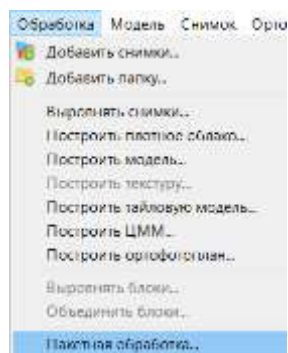 Обработка Модель Снимок Орто
Добавить снимки...
Добавить папку...
Выровнять снимки...
Построить плотное облако...
Построить модель...
Построить текстуру...
Построить тайловую модель...
Построить ЦММ...
Построить ортофотоплан...
Выровнять блоки...
Объединить блоки...
Пакетная обработка...